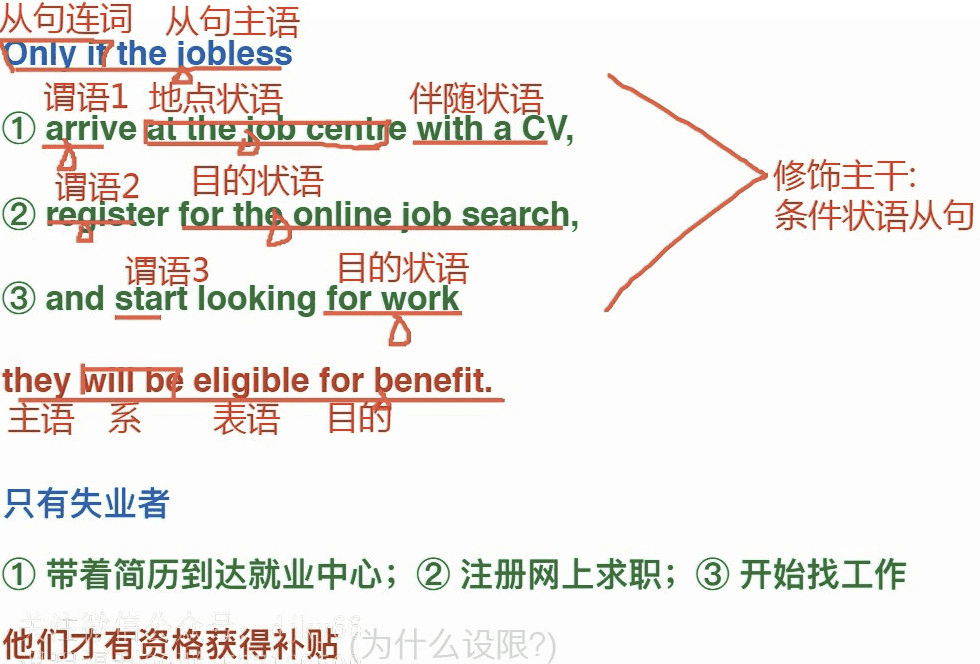 从句连词 从句主语
Only if the jobless
谓语1 地点状语 伴随状语
① arrive at the job centre with a CV,
谓语2 目的状语
② register for the online job search,
修饰主干:
条件状语从句
谓语3 目的状语
③ and start looking for work
they will be eligible for benefit.
主语 系 表语 目的
只有失业者
① 带着简历到达就业中心；② 注册网上求职；③ 开始找工作
他们才有资格获得补贴 (为什么设限?)